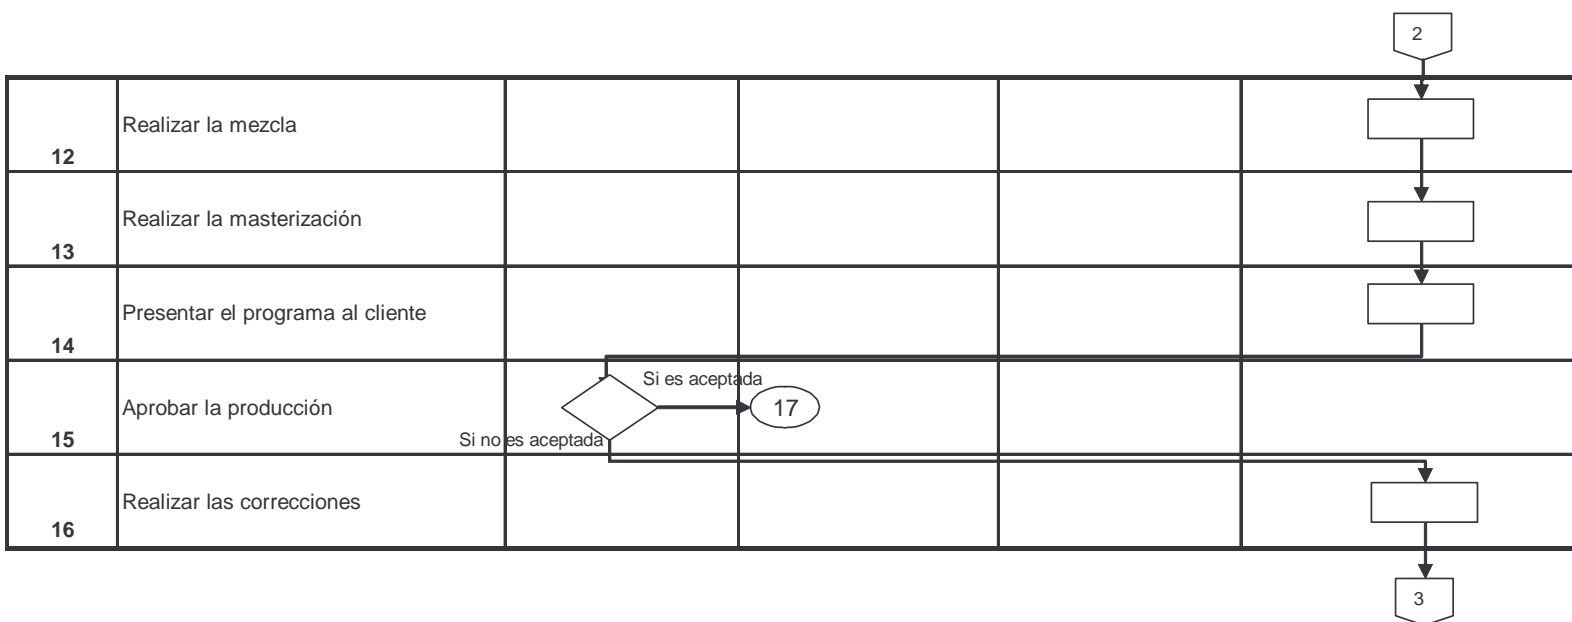 2
Realizar la mezcla
12
Realizar la masterización
13
Presentar el programa al cliente
14
Si es aceptada
Aprobar la producción
17
15
Si no es aceptada
Realizar las correcciones
16
3